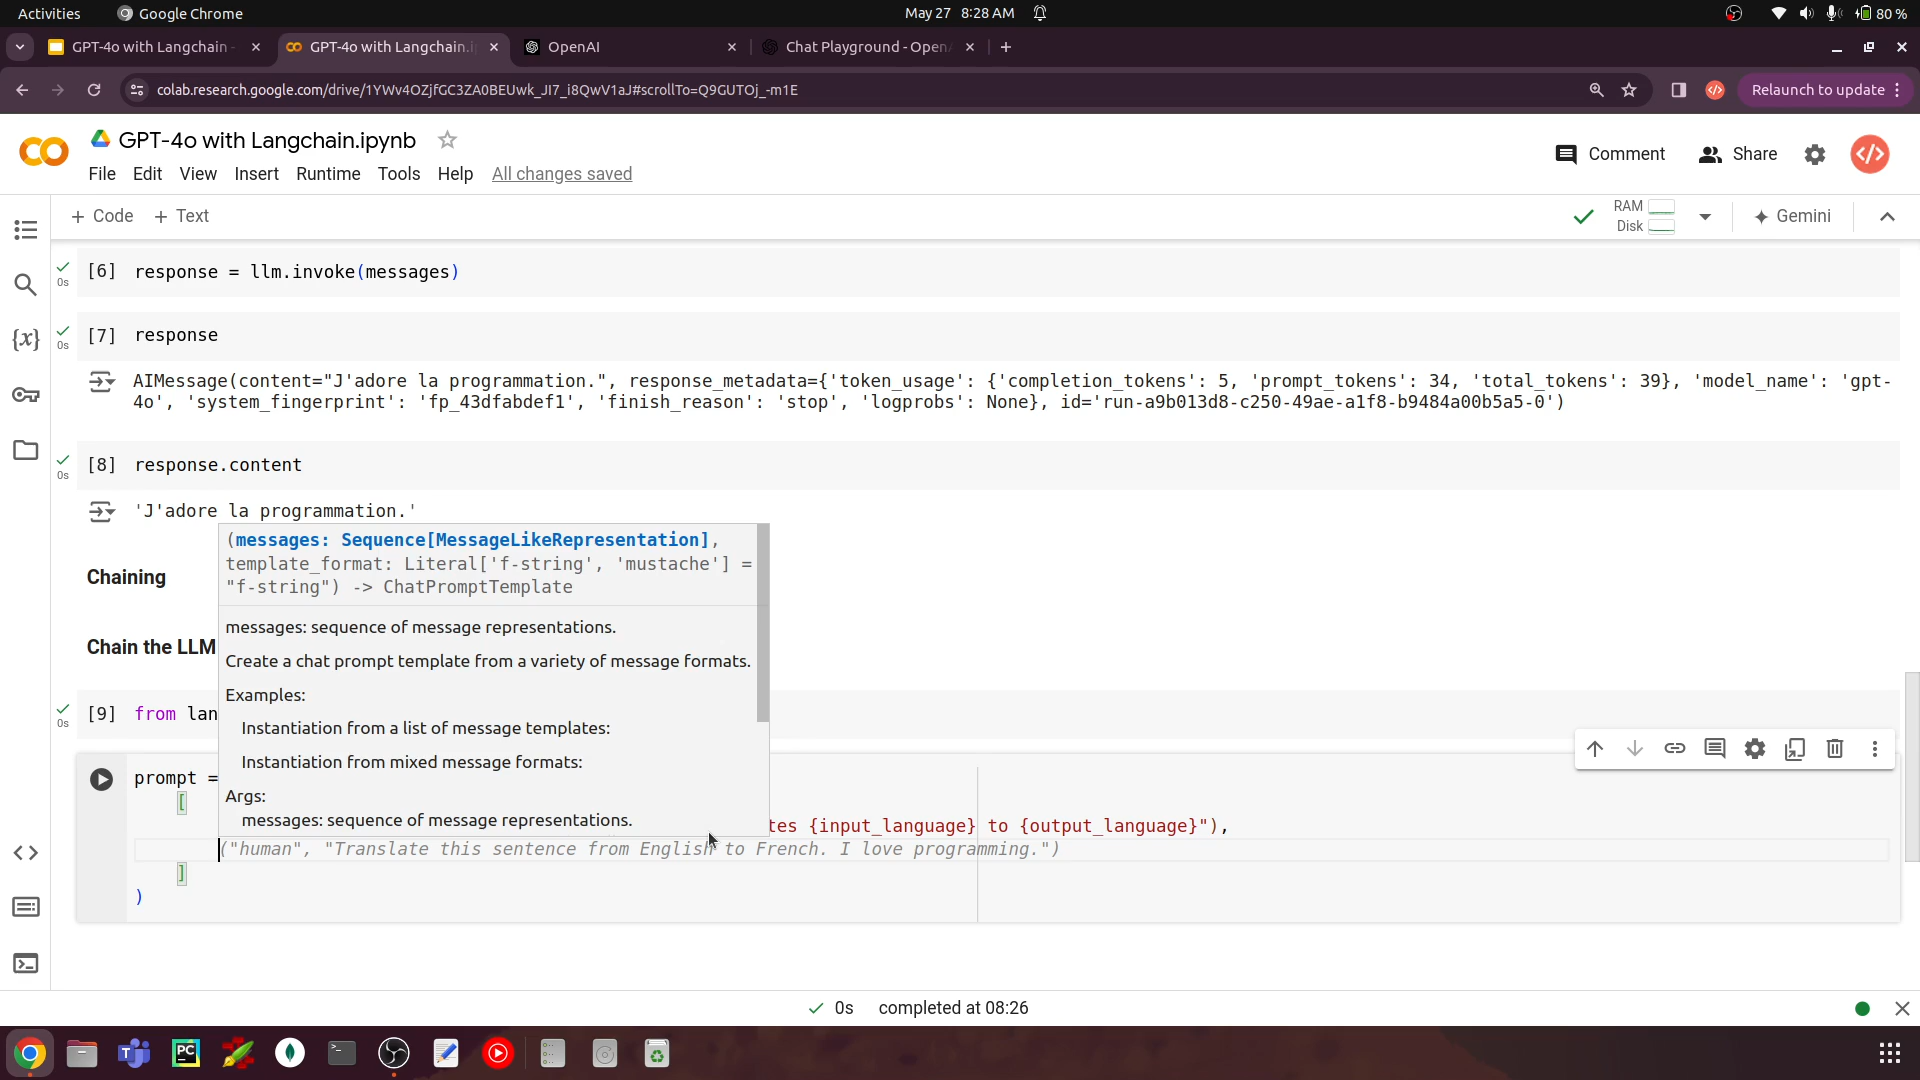 Activities
Google Chrome
May 27 8:28 AM
80 %
GPT-4o with Langchain -
GPT-4o with Langchain.i
OpenAI
Chat Playground - Open
colab.research.google.com/drive/1YWv4OZjfGC3ZA0BEUwk_JI7_i8QwV1aJ#scrollTo=Q9GUTOj_-m1E
Relaunch to update
GPT-4o with Langchain.ipynb
Comment
Share
File Edit View Insert Runtime Tools Help All changes saved
+ Code + Text
RAM
Disk
Gemini
[6] response = llm.invoke(messages)
0s
[7] response
0s
AIMessage(content="J'adore la programmation.", response_metadata={'token_usage': {'completion_tokens': 5, 'prompt_tokens': 34, 'total_tokens': 39}, 'model_name': 'gpt-
4o', 'system_fingerprint': 'fp_43dfabdef1', 'finish_reason': 'stop', 'logprobs': None}, id='run-a9b013d8-c250-49ae-a1f8-b9484a00b5a5-0')
[8] response.content
0s
'J'adore la programmation.'
(messages: Sequence[MessageLikeRepresentation],
template_format: Literal['f-string', 'mustache'] =
"f-string") -> ChatPromptTemplate
messages: sequence of message representations.
Create a chat prompt template from a variety of message formats.
Examples:
Instantiation from a list of message templates:
Instantiation from mixed message formats:
Args:
messages: sequence of message representations.
Chaining
Chain the LLM
[9] from lan
0s
prompt =
[
tes {input_language} to {output_language}"),
("human", "Translate this sentence from English to French. I love programming.")
]
)
0s completed at 08:26